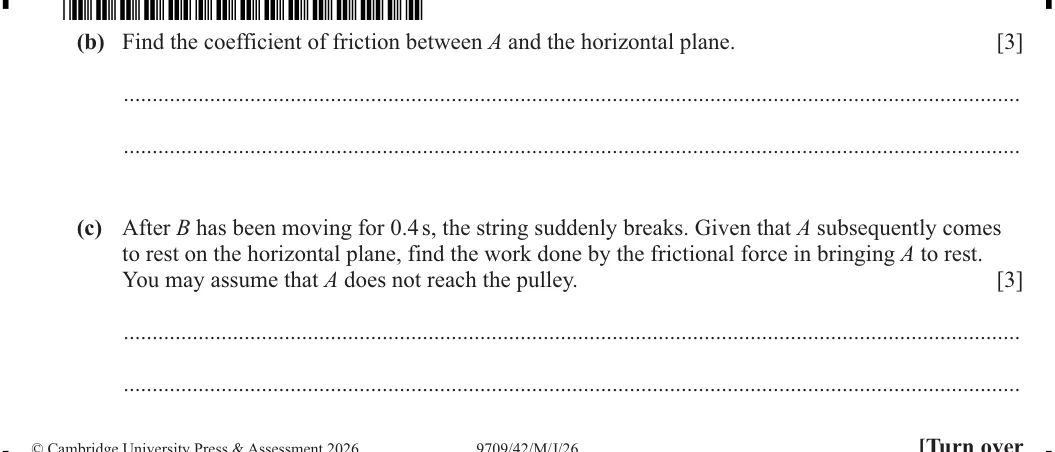 (b) Find the coefficient of friction between A and the horizontal plane. [3]
(c) After B has been moving for 0.4 s, the string suddenly breaks. Given that A subsequently comes
to rest on the horizontal plane, find the work done by the frictional force in bringing A to rest.
You may assume that A does not reach the pulley. [3]
© Cambridge University Press & Assessment 2026 9709/42/M/J/26 [Turn over